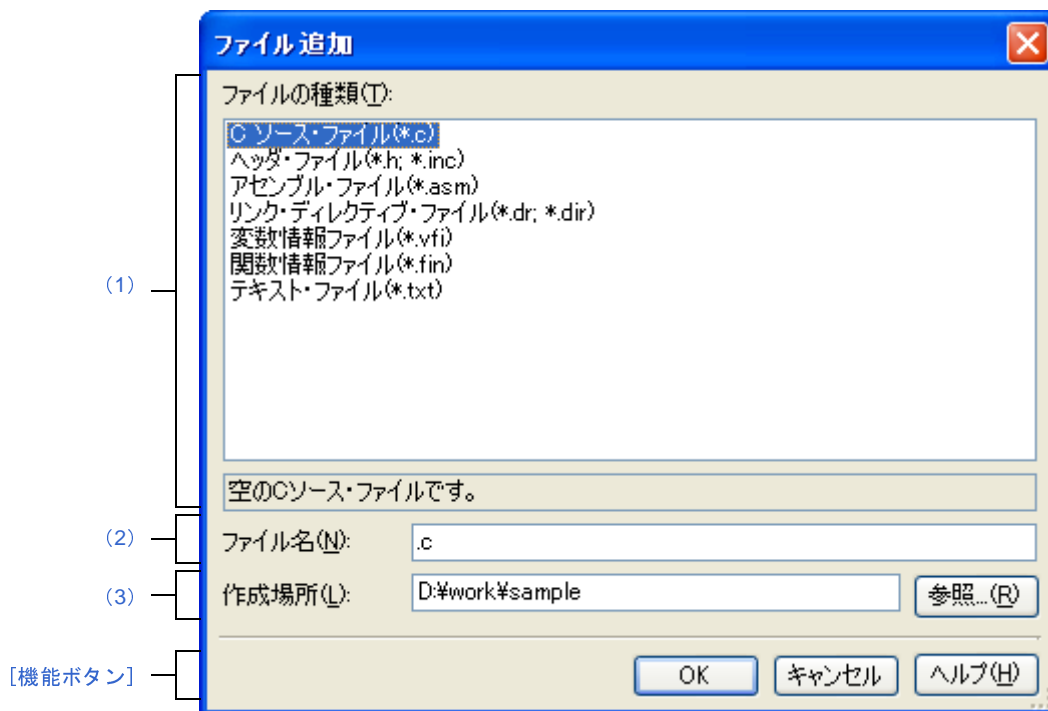 ファイル追加
ファイルの種類(T):
C ソース・ファイル(*.c)
ヘッダ・ファイル(*.h; *.inc)
アセンブル・ファイル(*.asm)
リンク・ディレクティブ・ファイル(*.dr; *.dir)
変数情報ファイル(*.vfi)
関数情報ファイル(*.fin)
テキスト・ファイル(*.txt)
(1)
空のCソース・ファイルです。
(2)
ファイル名(N):
.c
(3)
作成場所(L):
D:¥work¥sample
参照...(R)
[機能ボタン]
OK
キャンセル
ヘルプ(H)